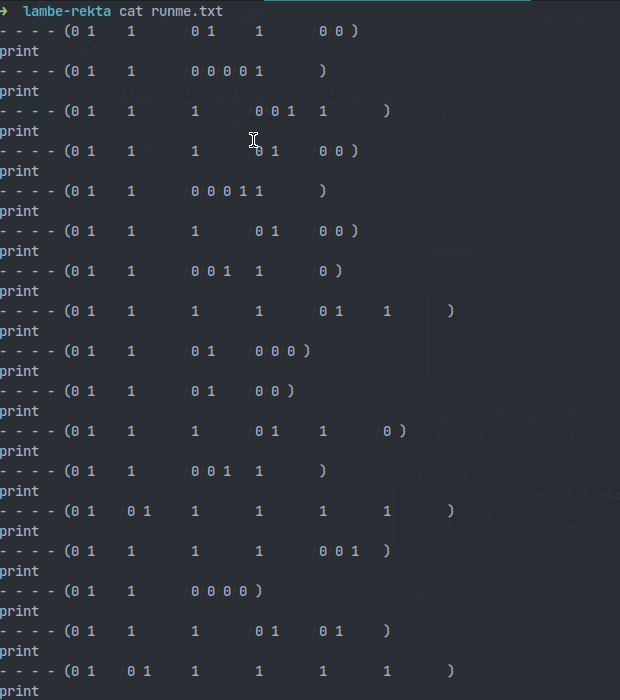 →  lambe-rekta cat runme.txt
- - - - (0 1    1       0 1     1       0 0 )
print
- - - - (0 1    1       0 0 0 0 1       )
print
- - - - (0 1    1       1       0 0 1   1       )
print
- - - - (0 1    1       1       0 1     0 0 )
print
- - - - (0 1    1       0 0 0 1 1       )
print
- - - - (0 1    1       1       0 1     0 0 )
print
- - - - (0 1    1       0 0 1   1       0 )
print
- - - - (0 1    1       1       1       0 1     1       )
print
- - - - (0 1    1       0 1     0 0 0 )
print
- - - - (0 1    1       0 1     0 0 )
print
- - - - (0 1    1       1       0 1     1       0 )
print
- - - - (0 1    1       0 0 1   1       )
print
- - - - (0 1    0 1     1       1       1       1       )
print
- - - - (0 1    1       1       1       0 0 1   )
print
- - - - (0 1    1       0 0 0 0 )
print
- - - - (0 1    1       1       0 1     0 1     )
print
- - - - (0 1    0 1     1       1       1       1       )
print